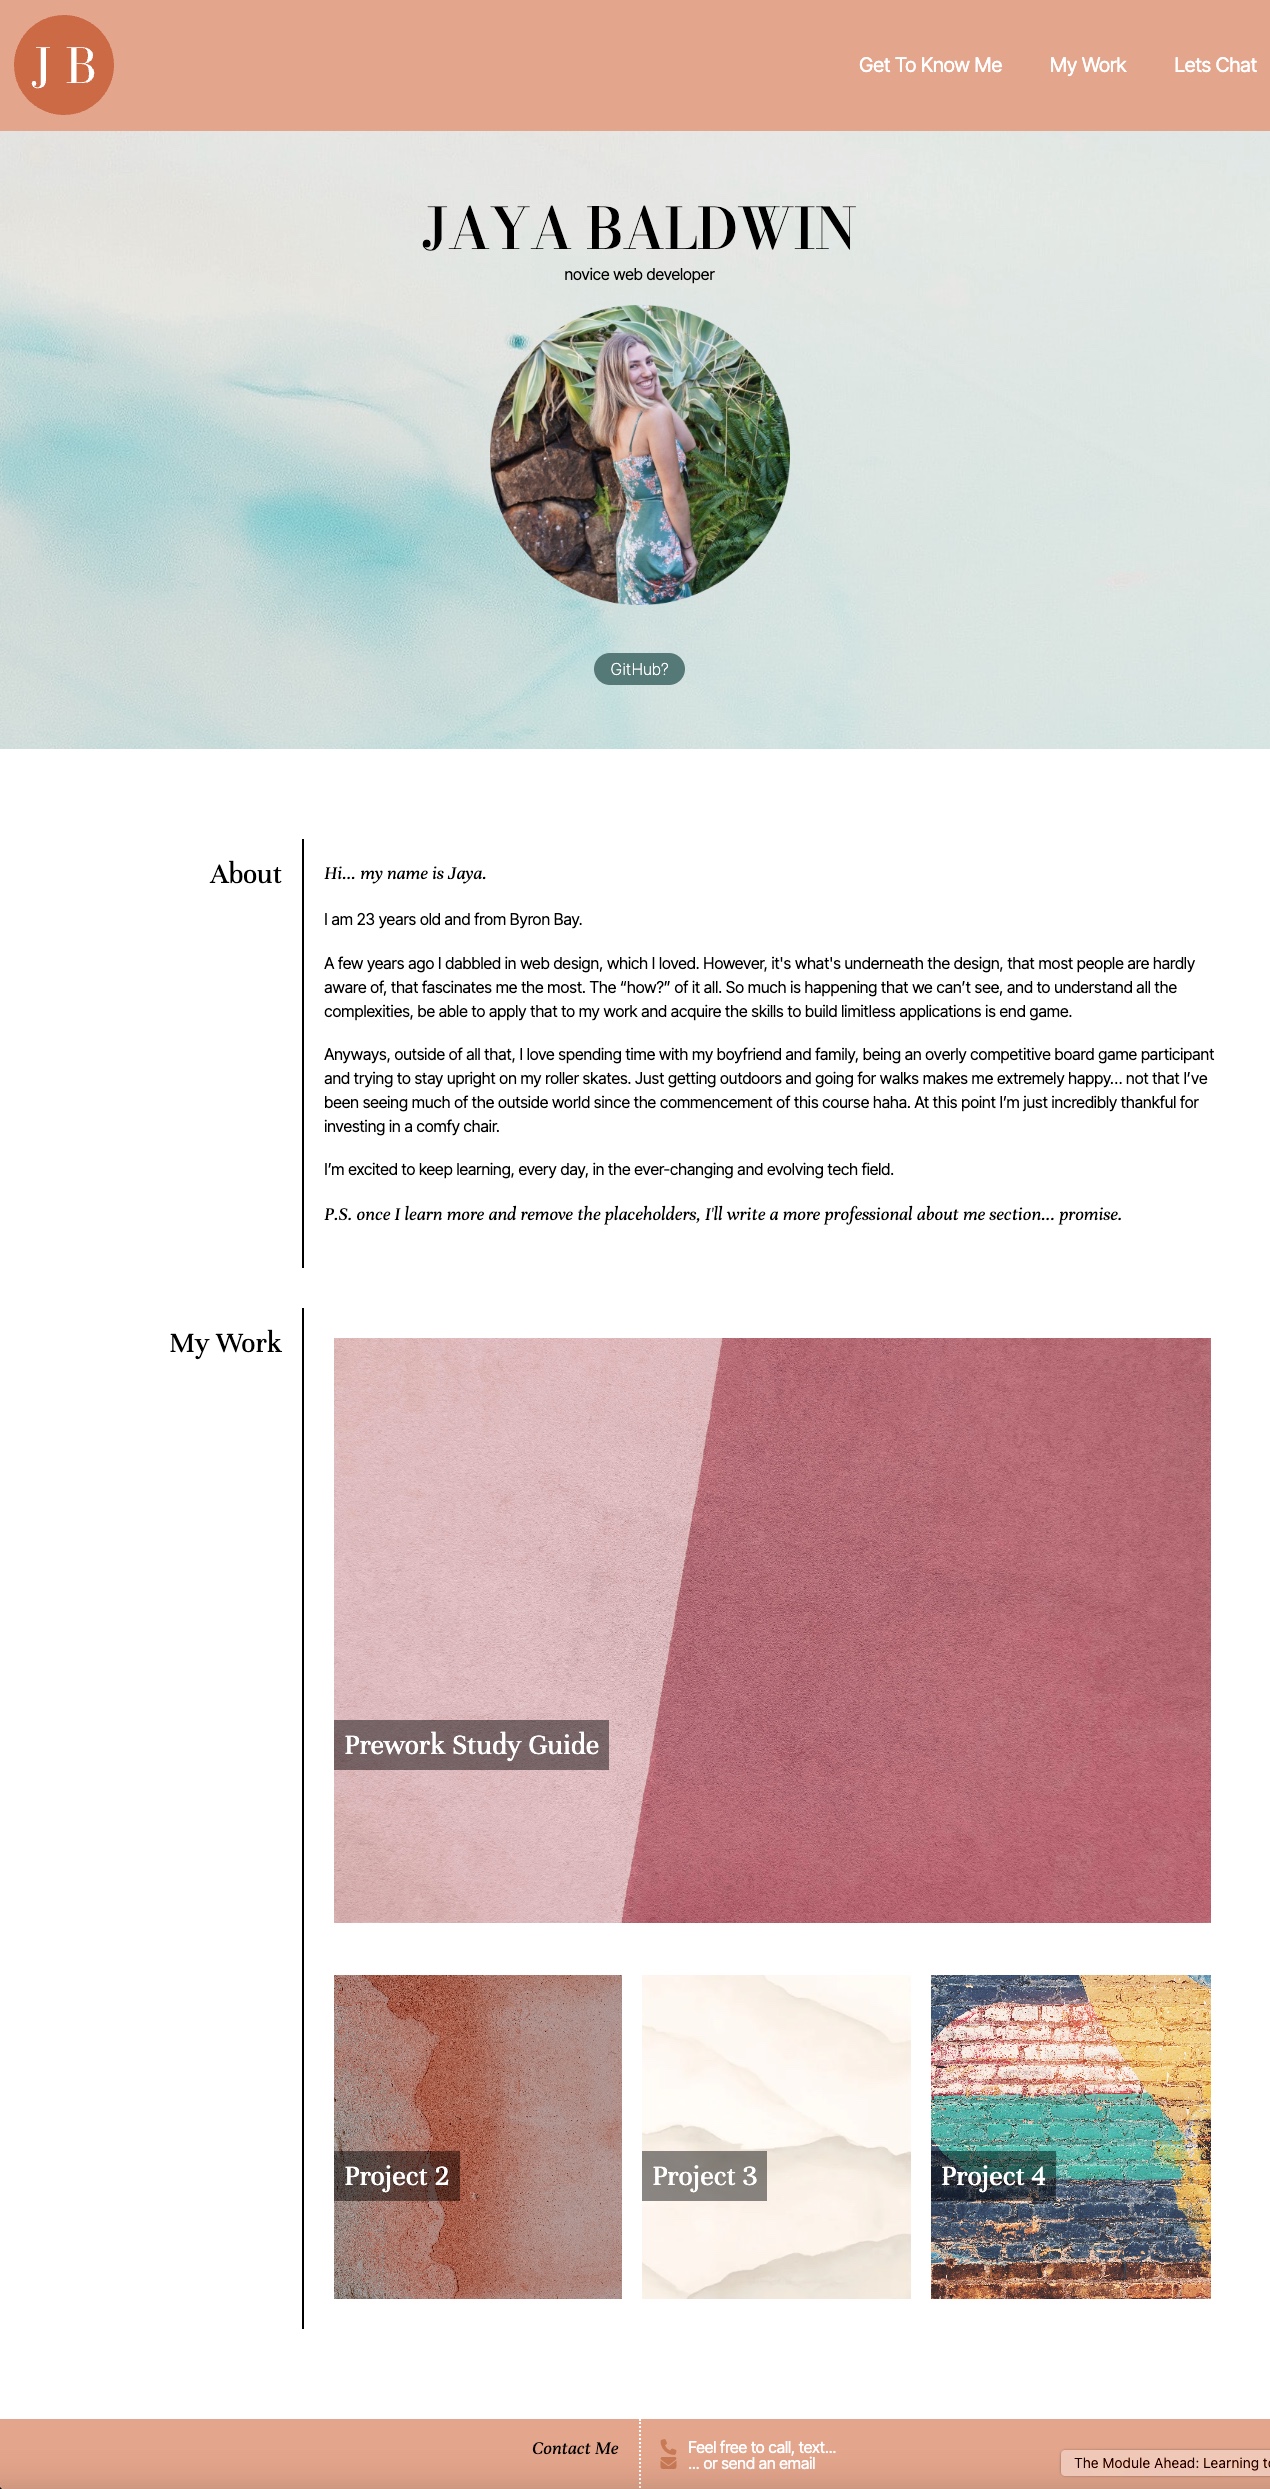 J B
Get To Know Me
My Work
Lets Chat
JAYA BALDWIN
novice web developer
GitHub?
About
Hi... my name is Jaya.
I am 23 years old and from Byron Bay.
A few years ago I dabbled in web design, which I loved. However, it's what's underneath the design, that most people are hardly
aware of, that fascinates me the most. The “how?” of it all. So much is happening that we can’t see, and to understand all the
complexities, be able to apply that to my work and acquire the skills to build limitless applications is end game.
Anyways, outside of all that, I love spending time with my boyfriend and family, being an overly competitive board game participant
and trying to stay upright on my roller skates. Just getting outdoors and going for walks makes me extremely happy... not that I’ve
been seeing much of the outside world since the commencement of this course haha. At this point I’m just incredibly thankful for
investing in a comfy chair.
I’m excited to keep learning, every day, in the ever-changing and evolving tech field.
P.S. once I learn more and remove the placeholders, I'll write a more professional about me section... promise.
My Work
Prework Study Guide
Project 2
Project 3
Project 4
Contact Me
Feel free to call, text...
... or send an email
The Module Ahead: Learning to